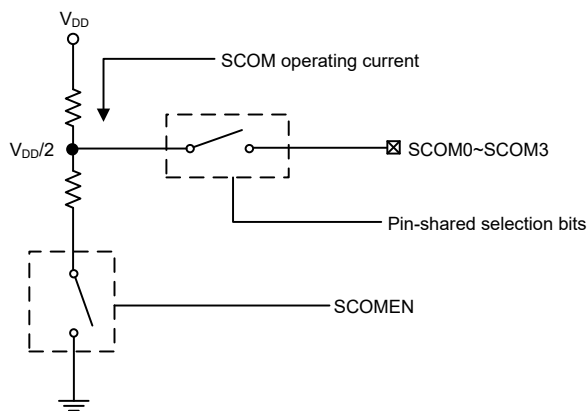 VDD
SCOM operating current
VDD/2
SCOM0~SCOM3
Pin-shared selection bits
SCOMEN